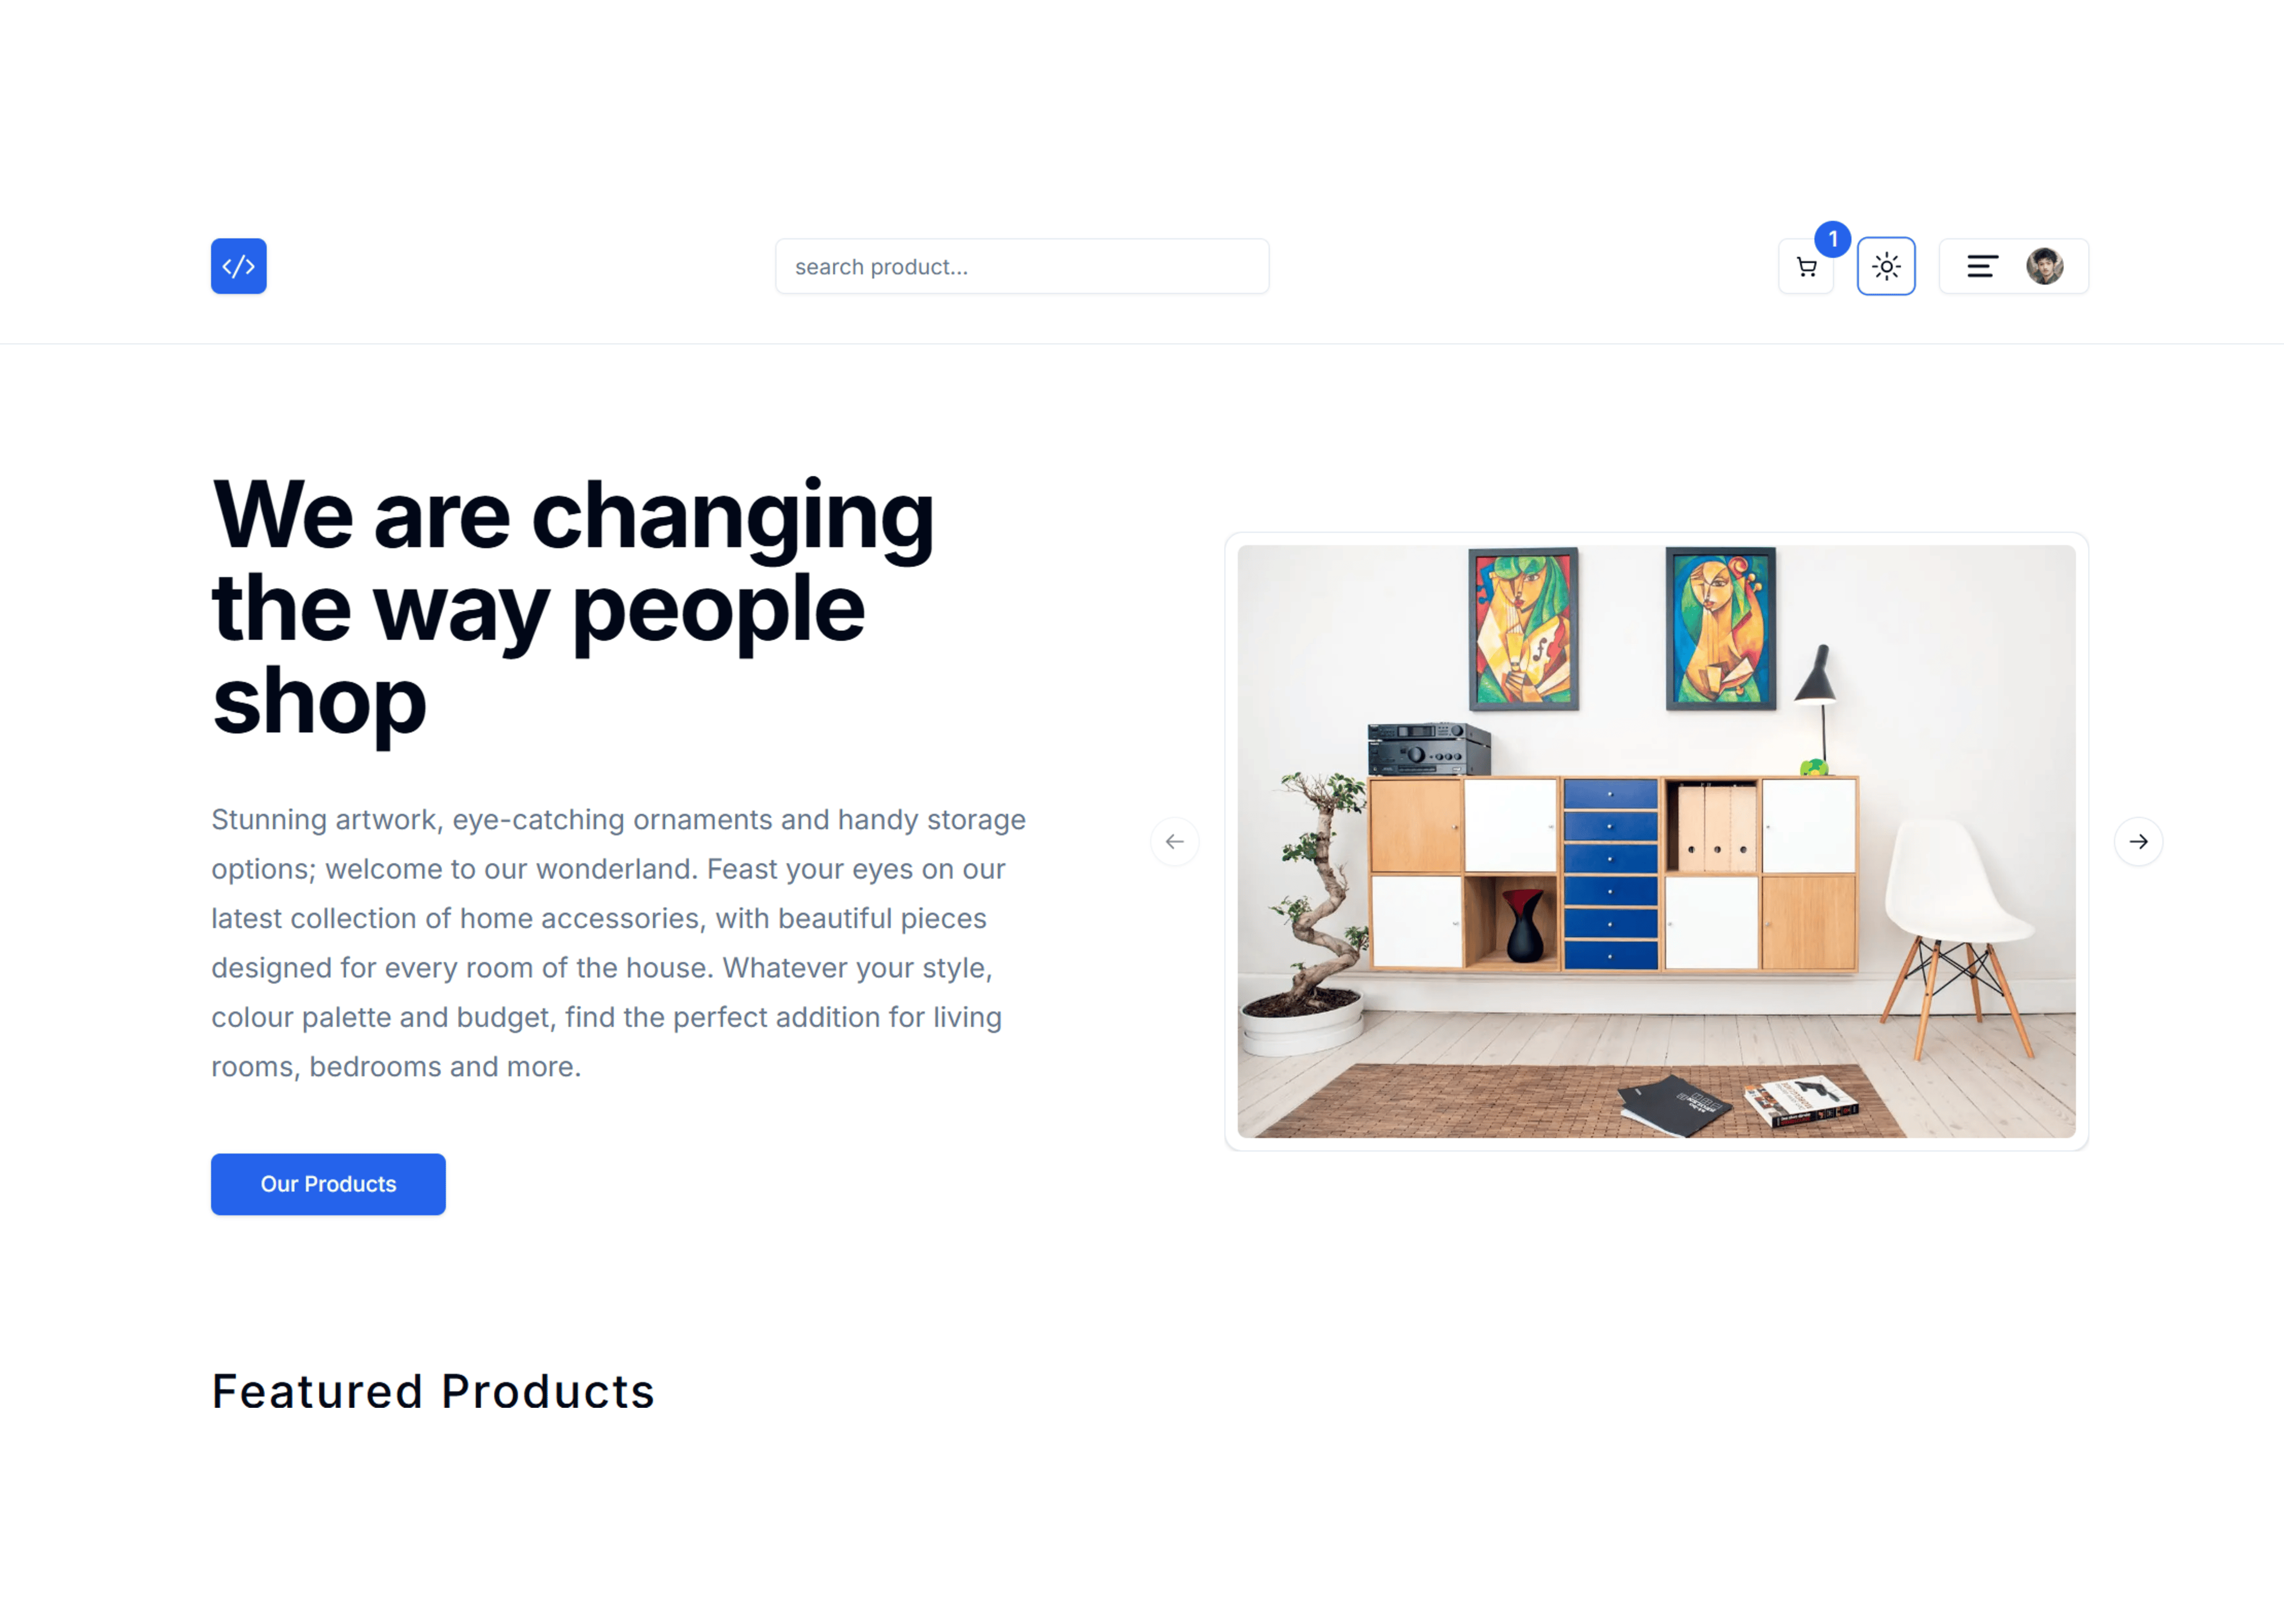 </>
search product...
1
We are changing
the way people
shop
Stunning artwork, eye-catching ornaments and handy storage
options; welcome to our wonderland. Feast your eyes on our
latest collection of home accessories, with beautiful pieces
designed for every room of the house. Whatever your style,
colour palette and budget, find the perfect addition for living
rooms, bedrooms and more.
Our Products
Featured Products